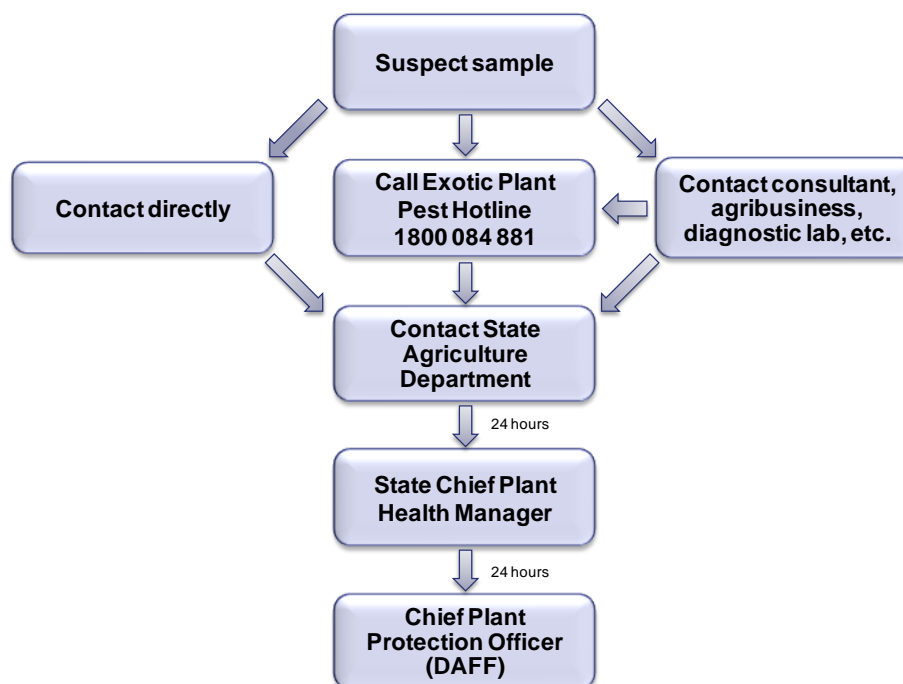 Suspect sample
Contact directly
Call Exotic Plant
Pest Hotline
1800 084 881
Contact consultant,
agribusiness,
diagnostic lab, etc.
Contact State
Agriculture
Department
24 hours
State Chief Plant
Health Manager
24 hours
Chief Plant
Protection Officer
(DAFF)